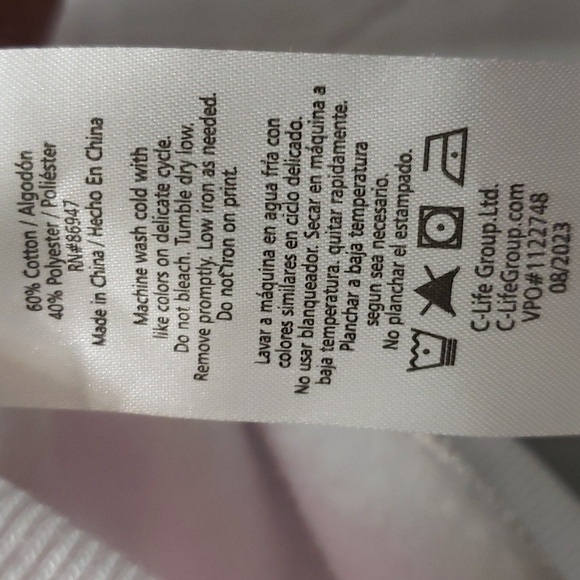 60% Cotton / Algodón
40% Polyester / Poliéster
RN#86947
Made in China / Hecho En China
Machine wash cold with
like colors on delicate cycle.
Do not bleach. Tumble dry low.
Remove promptly. Low iron as needed.
Do not iron on print.
Lavar a máquina en agua fría con
colores similares en ciclo delicado.
No usar blanqueador. Secar en máquina a
baja temperatura, quitar rapidamente.
Planchar a baja temperatura
segun sea necesario.
No planchar el estampado.
C-Life Group.Ltd.
C-LifeGroup.com
VPO#1122748
08/2023